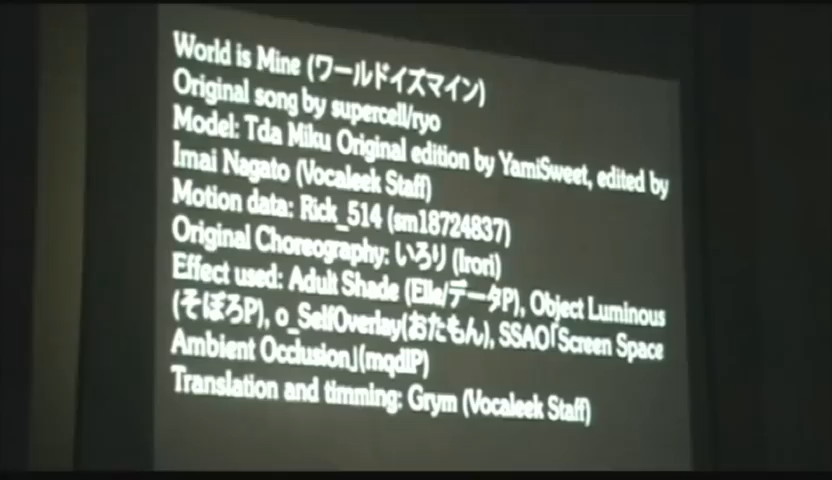 World is Mine (ワールドイズマイン)
Original song by supercell/ryo
Model: Tda Miku Original edition by YamiSweet, edited by
Imai Nagato (Vocaleek Staff)
Motion data: Rick_514 (sm18724837)
Original Choreography: いろり (Irori)
Effect used: Adult Shade (Elle/データP), Object Luminous
(そぼろP), o_SelfOverlay(おたもん), SSAO「Screen Space
Ambient Occlusion」(mqdlP)
Translation and timming: Grym (Vocaleek Staff)